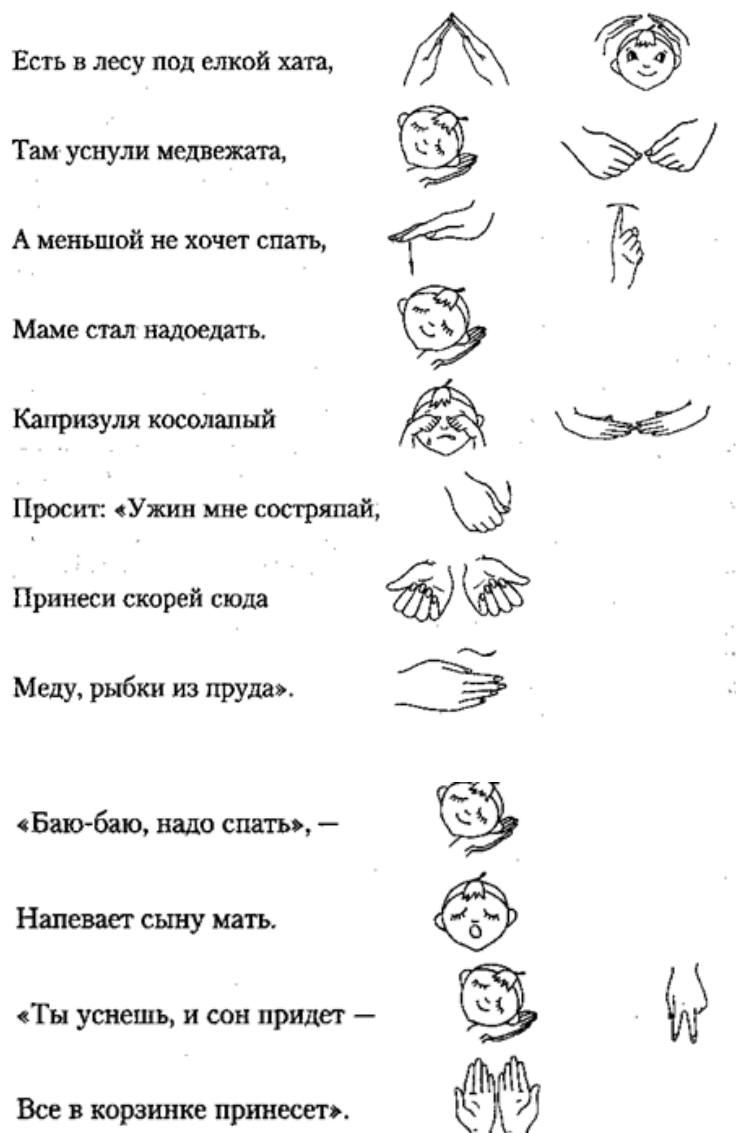 Есть в лесу под елкой хата,
Там уснули медвежата,
А меньшой не хочет спать,
Маме стал надоедать.
Капризуля косолапый
Просит: «Ужин мне состряпай,
Принеси скорей сюда
Меду, рыбки из пруда».
«Баю-баю, надо спать», —
Напевает сыну мать.
«Ты уснешь, и сон придет —
Все в корзинке принесет».